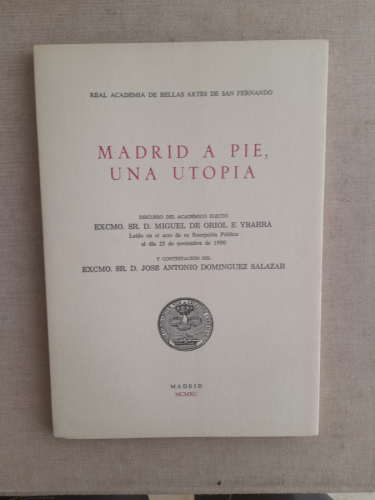 REAL ACADEMIA DE BELLAS ARTES DE SAN FERNANDO
MADRID A PIE,
UNA UTOPIA
DISCURSO DEL ACADÉMICO ELECTO
EXCMO. SR. D. MIGUEL DE ORIOL E YBARRA
Leído en el acto de su Recepción Pública
el día 25 de noviembre de 1990
Y CONTESTACIÓN DEL
EXCMO. SR. D. JOSÉ ANTONIO DOMINGUEZ SALAZAR
MADRID
MCMXC